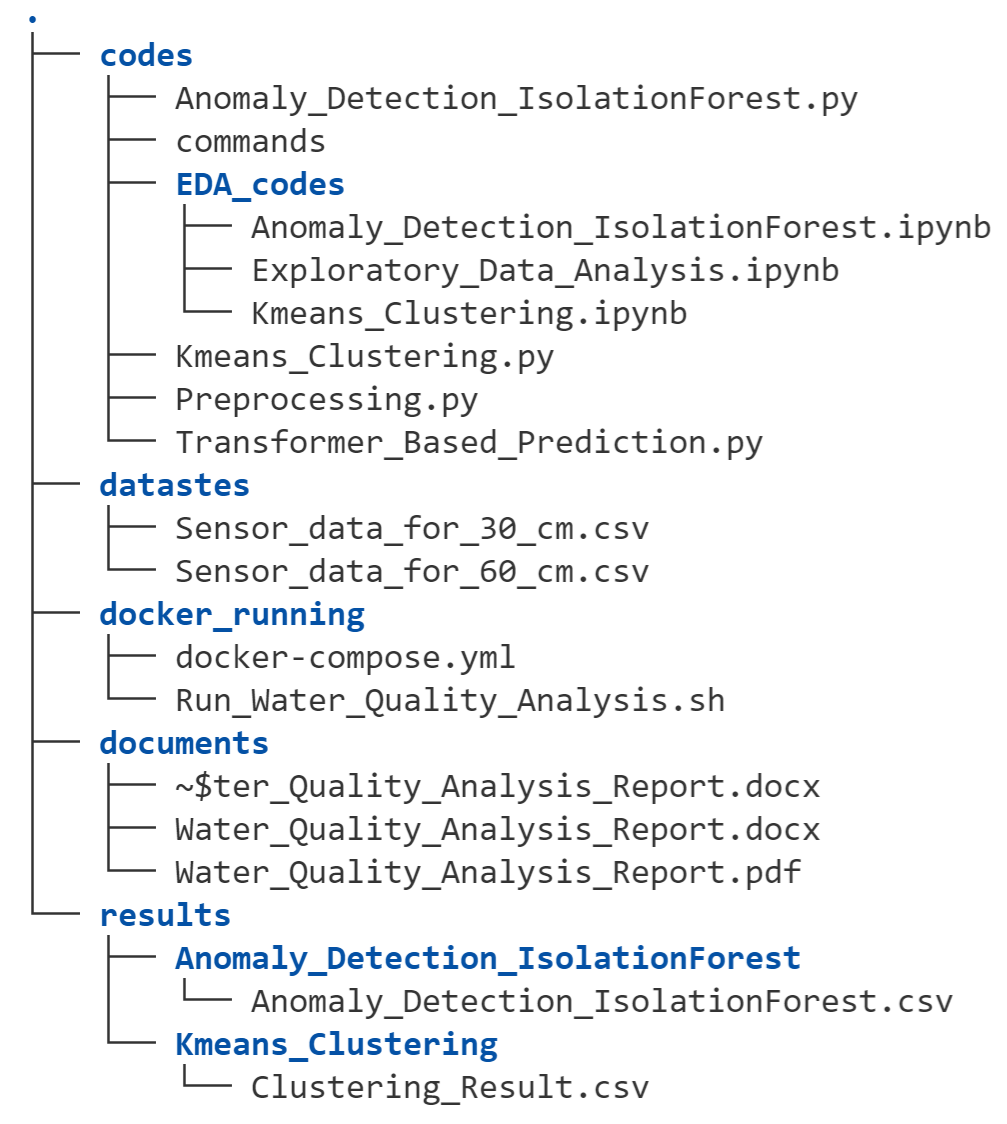 .
codes
Anomaly_Detection_IsolationForest.py
commands
EDA_codes
Anomaly_Detection_IsolationForest.ipynb
Exploratory_Data_Analysis.ipynb
Kmeans_Clustering.ipynb
Kmeans_Clustering.py
Preprocessing.py
Transformer_Based_Prediction.py
datastes
Sensor_data_for_30_cm.csv
Sensor_data_for_60_cm.csv
docker_running
docker-compose.yml
Run_Water_Quality_Analysis.sh
documents
~$ter_Quality_Analysis_Report.docx
Water_Quality_Analysis_Report.docx
Water_Quality_Analysis_Report.pdf
results
Anomaly_Detection_IsolationForest
Anomaly_Detection_IsolationForest.csv
Kmeans_Clustering
Clustering_Result.csv